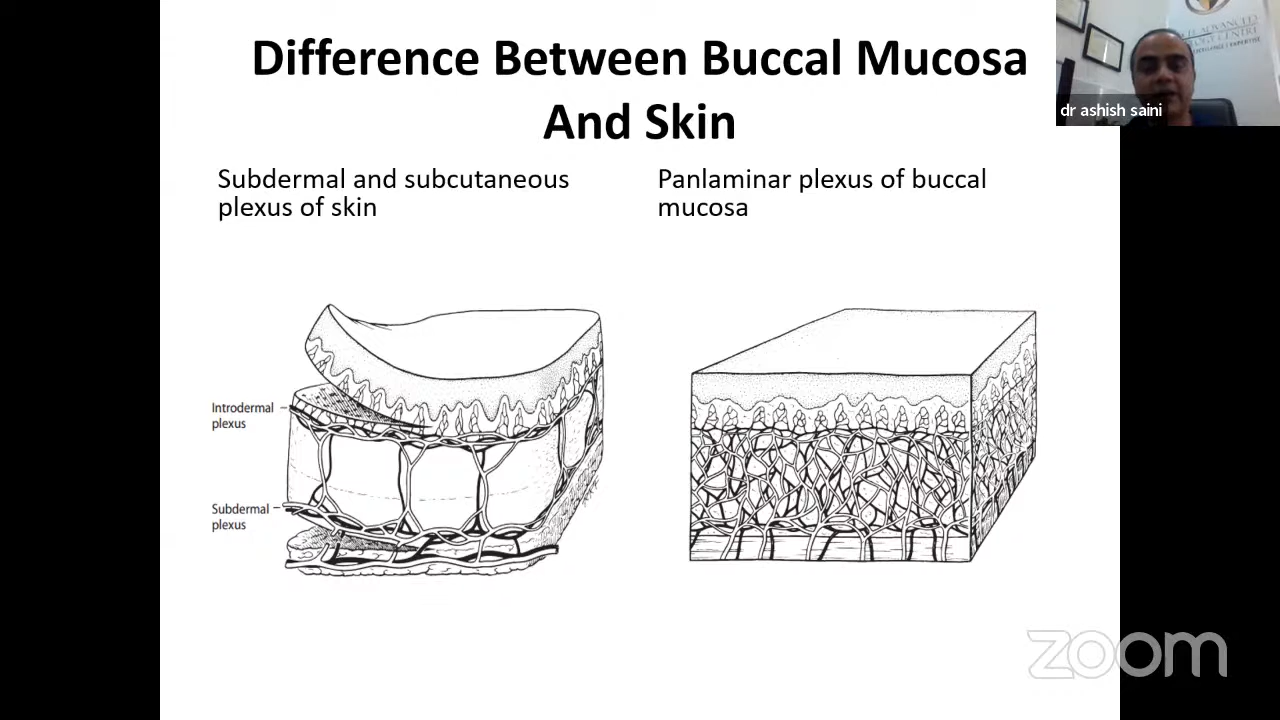 Difference Between Buccal Mucosa
And Skin
Subdermal and subcutaneous
plexus of skin
Panlaminar plexus of buccal
mucosa
Introdermal
plexus
Subdermal
plexus
dr ashish saini
zoom